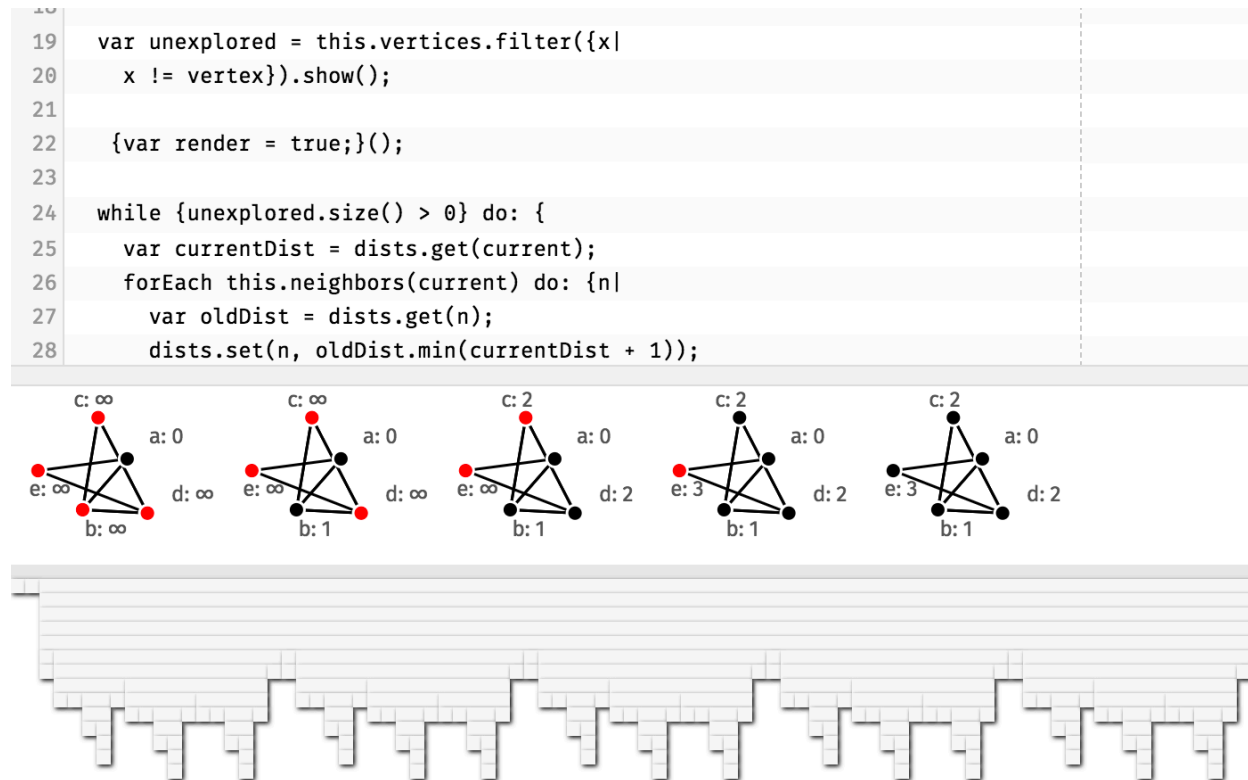 18
19 var unexplored = this.vertices.filter({x|
20 x != vertex}).show();
21
22 {var render = true;}();
23
24 while {unexplored.size() > 0} do: {
25 var currentDist = dists.get(current);
26 forEach this.neighbors(current) do: {n|
27 var oldDist = dists.get(n);
28 dists.set(n, oldDist.min(currentDist + 1));
c: ∞ c: ∞ c: 2 c: 2 c: 2
a: 0 a: 0 a: 0 a: 0 a: 0
e: ∞ d: ∞ e: ∞ d: ∞ e: ∞ d: 2 e: 3 d: 2 e: 3 d: 2
b: ∞ b: 1 b: 1 b: 1 b: 1